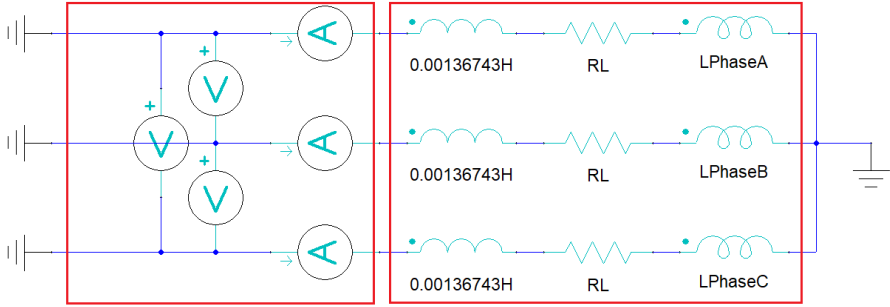 A
0.00136743H RL LPhaseA
+
V
+
V
A
0.00136743H RL LPhaseB
+
V
A
0.00136743H RL LPhaseC